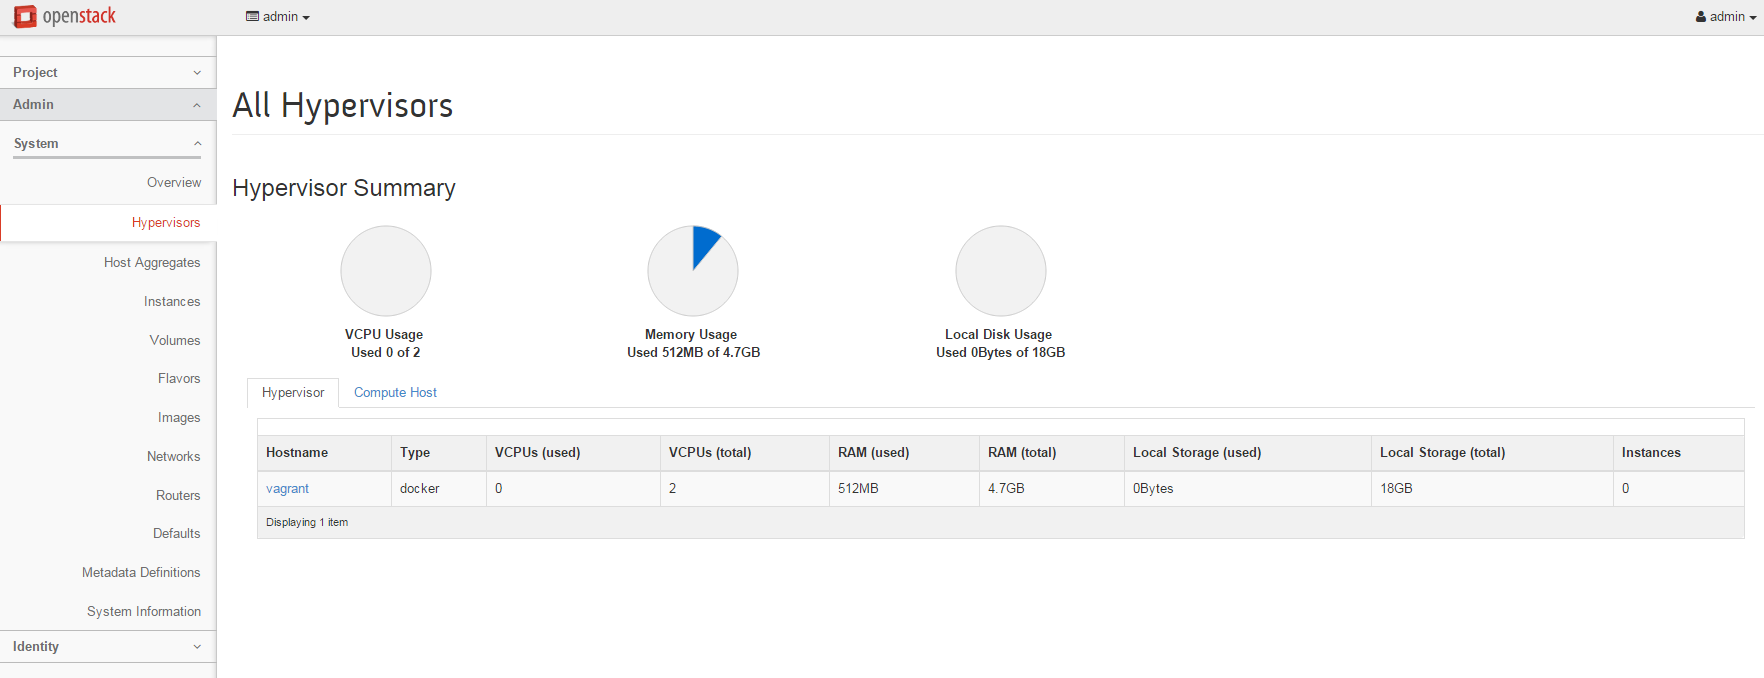 openstack
admin
admin
Project
Admin
System
Overview
Hypervisors
Host Aggregates
Instances
Volumes
Flavors
Images
Networks
Routers
Defaults
Metadata Definitions
System Information
Identity
All Hypervisors
Hypervisor Summary
VCPU Usage
Used 0 of 2
Memory Usage
Used 512MB of 4.7GB
Local Disk Usage
Used 0Bytes of 18GB
Hypervisor Compute Host
Hostname Type VCPUs (used) VCPUs (total) RAM (used) RAM (total) Local Storage (used) Local Storage (total) Instances
vagrant docker 0 2 512MB 4.7GB 0Bytes 18GB 0
Displaying 1 item